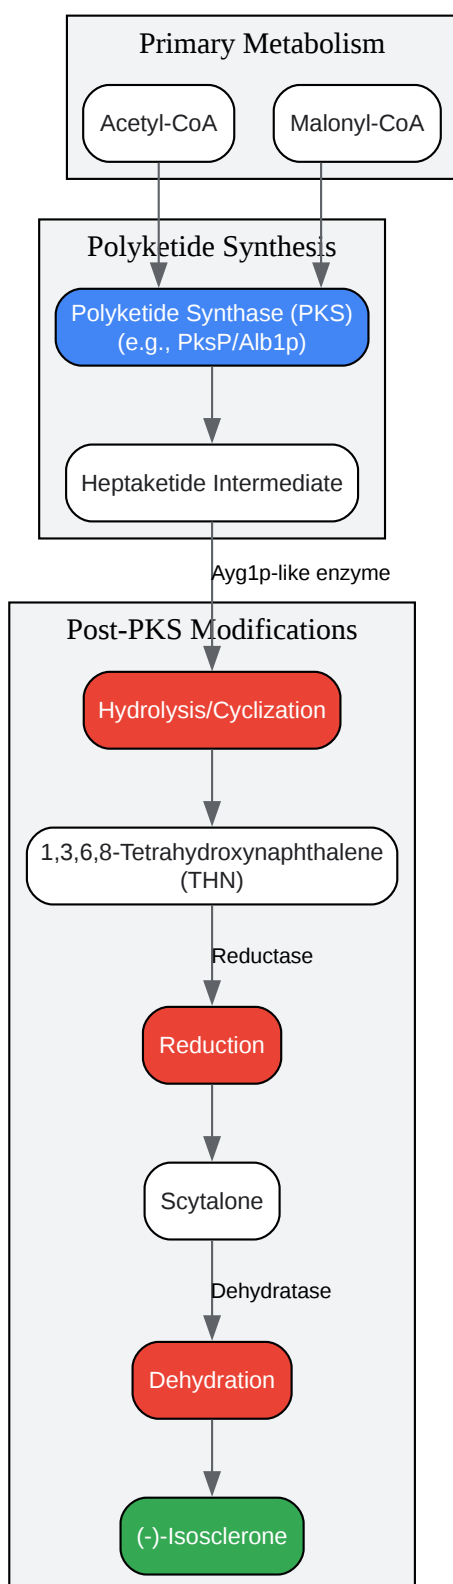 Primary Metabolism
Acetyl-CoA
Malonyl-CoA
Polyketide Synthesis
Polyketide Synthase (PKS)
(e.g., PksP/Alb1p)
Heptaketide Intermediate
Ayg1p-like enzyme
Post-PKS Modifications
Hydrolysis/Cyclization
1,3,6,8-Tetrahydroxynaphthalene
(THN)
Reductase
Reduction
Scytalone
Dehydratase
Dehydration
(-)-Isosclerone